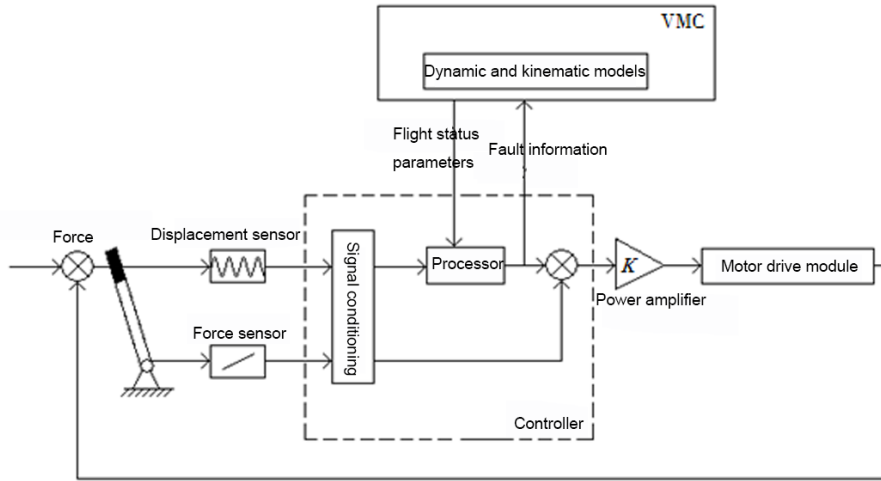 VMC
Dynamic and kinematic models
Flight status
parameters
Fault information
Force
Displacement sensor
Signal conditioning
Processor
K
Motor drive module
Power amplifier
Force sensor
Controller